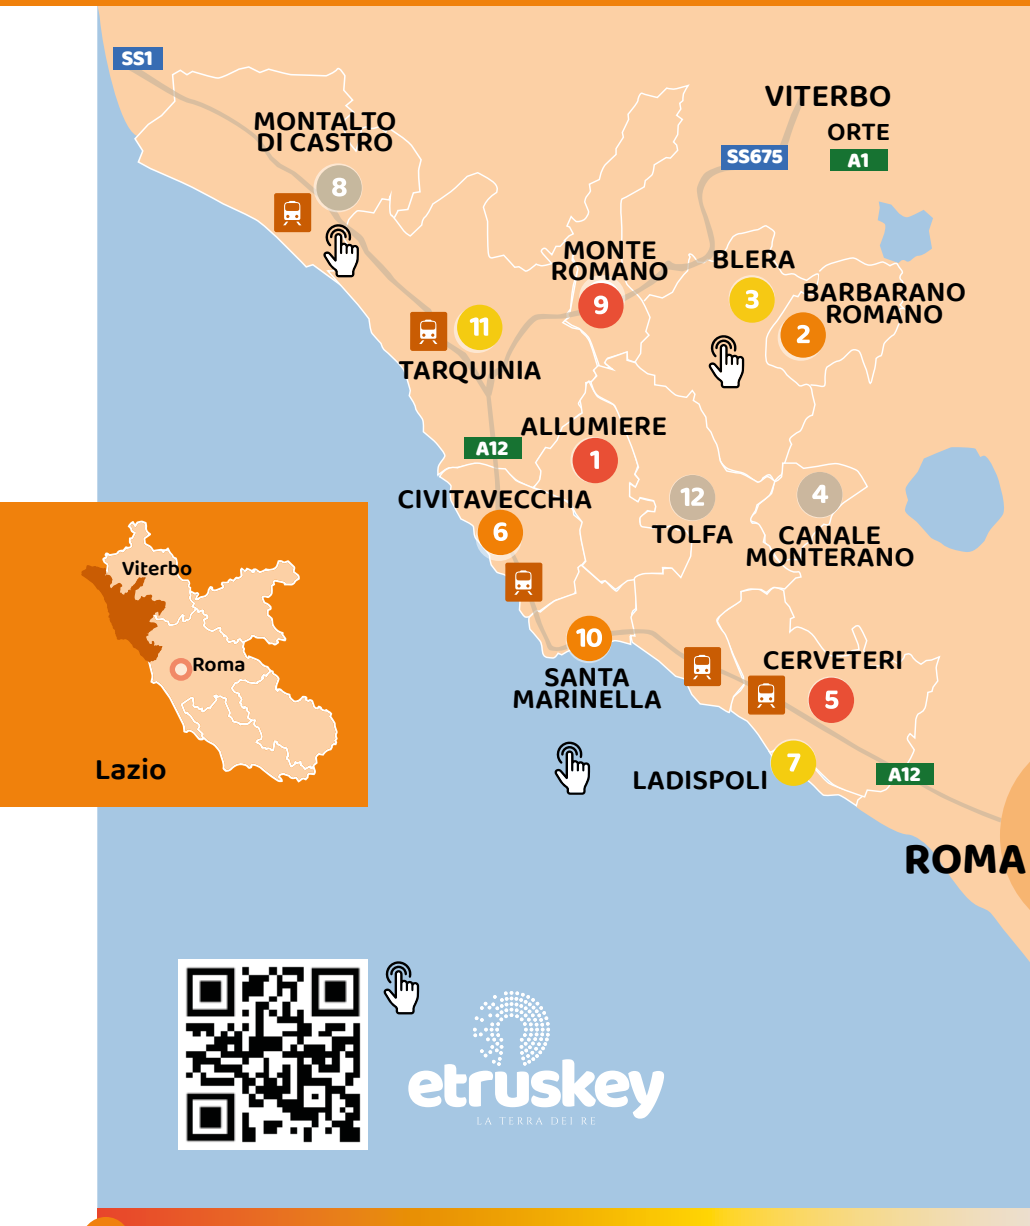 SS1
VITERBO
MONTALTO
DI CASTRO
ORTE
SS675
A1
8
MONTE
ROMANO
BLERA
9
3
BARBARANO
ROMANO
2
11
TARQUINIA
ALLUMIERE
A12
1
CIVITAVECCHIA
12
4
6
TOLFA
CANALE
MONTERANO
Viterbo
Roma
Lazio
10
SANTA
MARINELLA
CERVETERI
5
7
LADISPOLI
A12
ROMA
etruskey
LA TERRA DEI RE